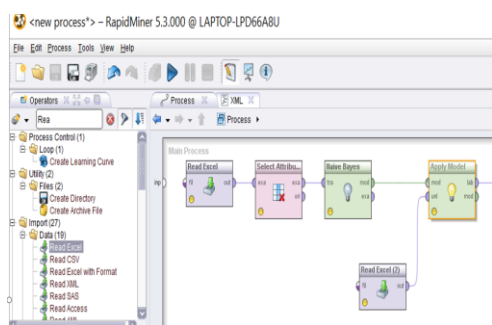 <new process*> – RapidMiner 5.3.000 @ LAPTOP-LPD66A8U
File Edit Process Tools View Help
Operators
Process
XML
Rea
Process
Process Control (1)
Loop (1)
Create Learning Curve
Utility (2)
Files (2)
Create Directory
Create Archive File
Import (27)
Data (19)
Read Excel
Read CSV
Read Excel with Format
Read XML
Read SAS
Read Access
Main Process
inp
Read Excel
fil out
Select Attribu...
exa exa
ori
Naive Bayes
tra mod
exa
Apply Model
mod lab
unl mod
Read Excel (2)
fil out